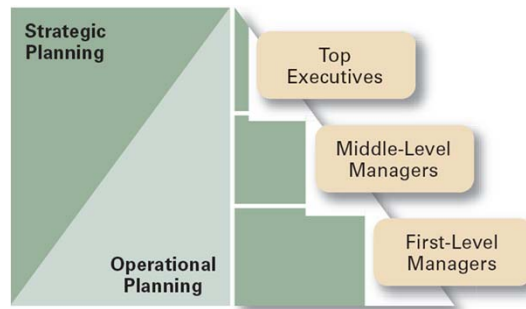 Strategic
Planning
Top
Executives
Middle-Level
Managers
First-Level
Managers
Operational
Planning